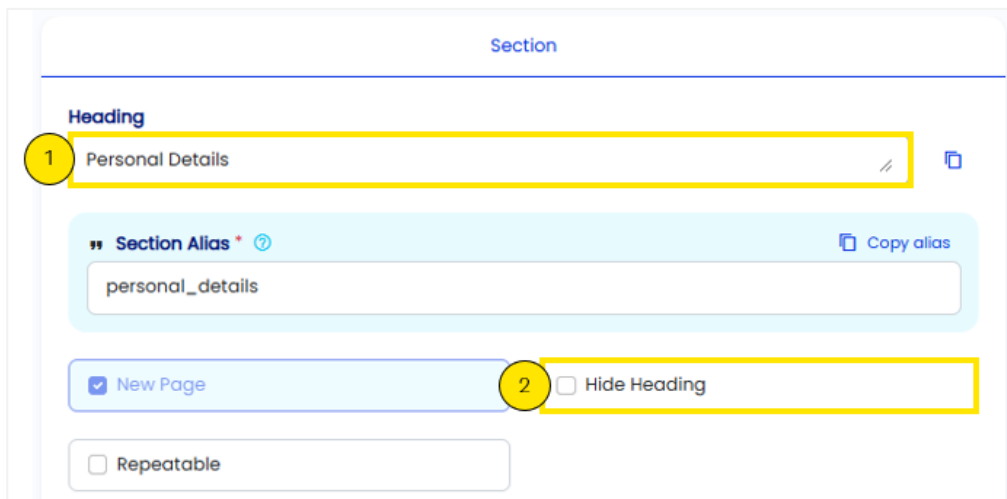 Section
Heading
1 Personal Details
" Section Alias * ? Copy alias
personal_details
New Page 2 Hide Heading
Repeatable